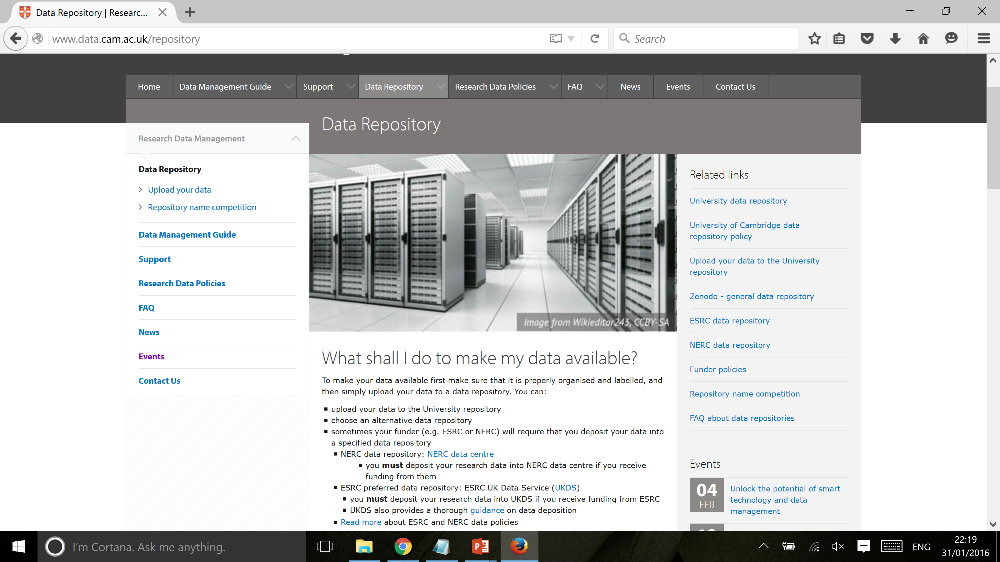 Data Repository | Researc...
www.data.cam.ac.uk/repository
Search
Home
Data Management Guide
Support
Data Repository
Research Data Policies
FAQ
News
Events
Contact Us
Data Repository
Research Data Management
Data Repository
Upload your data
Repository name competition
Data Management Guide
Support
Research Data Policies
FAQ
News
Events
Contact Us
Image from Wikieditor243, CCBY-SA
What shall I do to make my data available?
To make your data available first make sure that it is properly organised and labelled, and
then simply upload your data to a data repository. You can:
upload your data to the University repository
choose an alternative data repository
sometimes your funder (e.g. ESRC or NERC) will require that you deposit your data into
a specified data repository
NERC data repository: NERC data centre
you must deposit your research data into NERC data centre if you receive
funding from them
ESRC preferred data repository: ESRC UK Data Service (UKDS)
you must deposit your research data into UKDS if you receive funding from ESRC
UKDS also provides a thorough guidance on data deposition
Read more about ESRC and NERC data policies
Related links
University data repository
University of Cambridge data
repository policy
Upload your data to the University
repository
Zenodo - general data repository
ESRC data repository
NERC data repository
Funder policies
Repository name competition
FAQ about data repositories
Events
04
FEB
Unlock the potential of smart
technology and data
management
I'm Cortana. Ask me anything.
P
ENG
22:19
31/01/2016